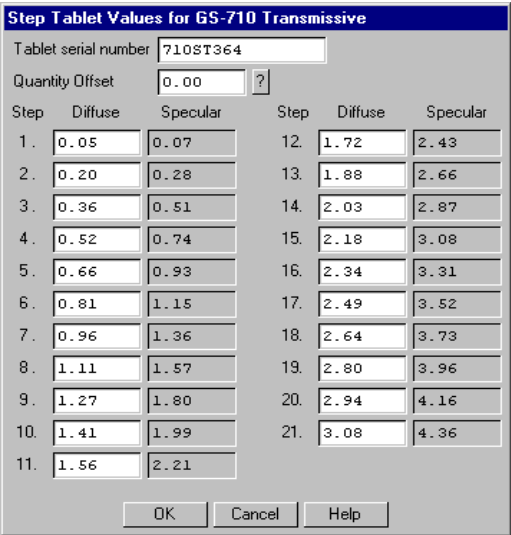 Step Tablet Values for GS-710 Transmissive
Tablet serial number 710ST364
Quantity Offset 0.00 ?
Step Diffuse Specular Step Diffuse Specular
1. 0.05 0.07 12. 1.72 2.43
2. 0.20 0.28 13. 1.88 2.66
3. 0.36 0.51 14. 2.03 2.87
4. 0.52 0.74 15. 2.18 3.08
5. 0.66 0.93 16. 2.34 3.31
6. 0.81 1.15 17. 2.49 3.52
7. 0.96 1.36 18. 2.64 3.73
8. 1.11 1.57 19. 2.80 3.96
9. 1.27 1.80 20. 2.94 4.16
10. 1.41 1.99 21. 3.08 4.36
11. 1.56 2.21
OK Cancel Help